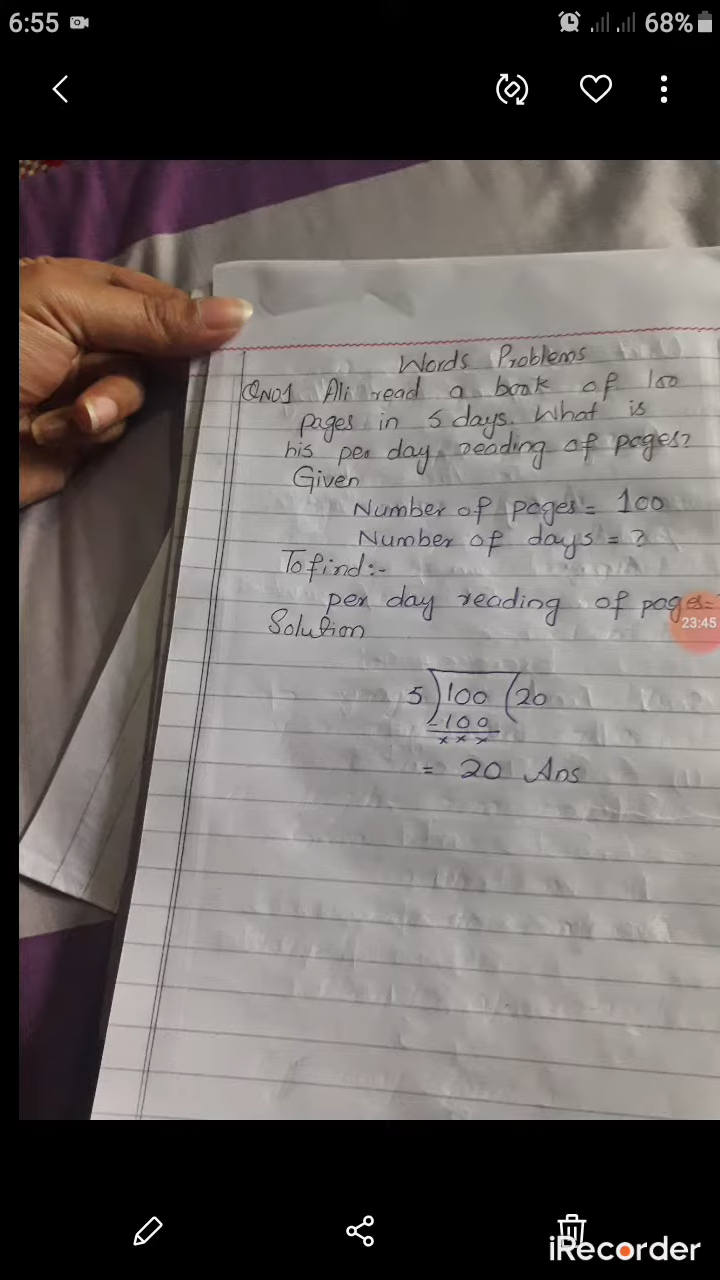 6:55
68%
Words Problems
QNO1 Ali read a book of 100
pages in 5 days. What is
his per day reading of pages?
Given
Number of pages = 100
Number of days = ?
To find:-
per day reading of pages=
23:45
Solution
5)100(20
-100
×××
= 20 Ans
iRecorder